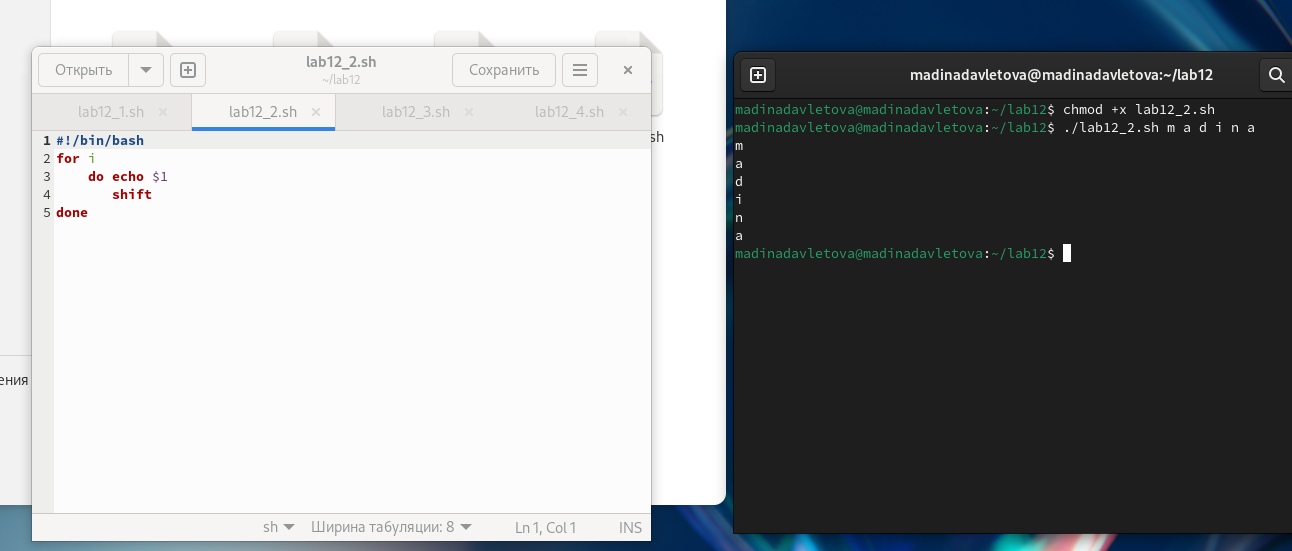 Открыть
lab12_2.sh
~/lab12
Сохранить
lab12_1.sh
lab12_2.sh
lab12_3.sh
lab12_4.sh
1 #!/bin/bash
2 for i
3     do echo $1
4        shift
5 done
sh
Ширина табуляции: 8
Ln 1, Col 1
INS
ения
sh
madinadavletova@madinadavletova:~/lab12
madinadavletova@madinadavletova:~/lab12$ chmod +x lab12_2.sh
madinadavletova@madinadavletova:~/lab12$ ./lab12_2.sh m a d i n a
m
a
d
i
n
a
madinadavletova@madinadavletova:~/lab12$